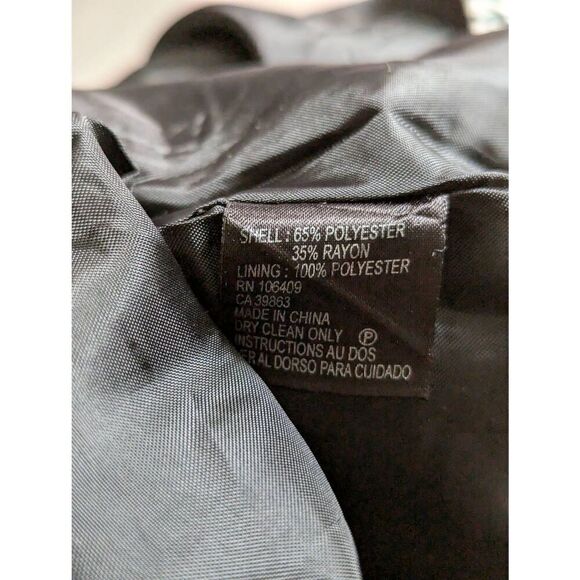 SHELL : 65% POLYESTER
35% RAYON
LINING : 100% POLYESTER
RN 106409
CA 39863
MADE IN CHINA
DRY CLEAN ONLY Ⓟ
INSTRUCTIONS AU DOS
AL DORSO PARA CUIDADO